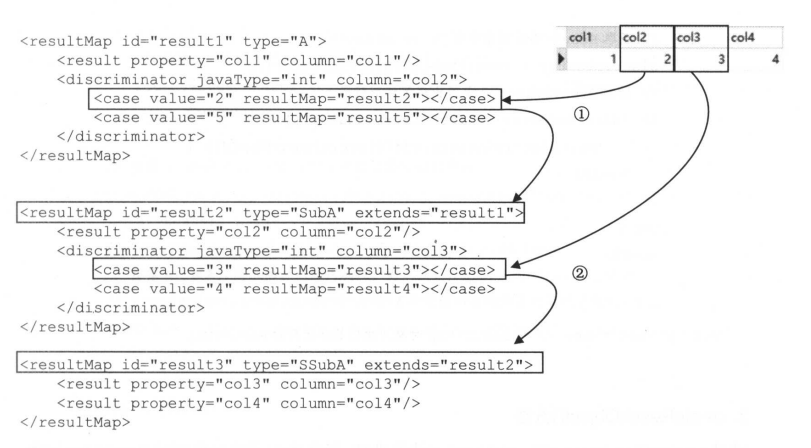 col1 col2 col3 col4
1 2 3 4
<resultMap id="result1" type="A">
<result property="col1" column="col1"/>
<discriminator javaType="int" column="col2">
<case value="2" resultMap="result2"></case>
<case value="5" resultMap="result5"></case>
</discriminator>
</resultMap>
①
<resultMap id="result2" type="SubA" extends="result1">
<result property="col2" column="col2"/>
<discriminator javaType="int" column="col3">
<case value="3" resultMap="result3"></case>
<case value="4" resultMap="result4"></case>
</discriminator>
</resultMap>
②
<resultMap id="result3" type="SSubA" extends="result2">
<result property="col3" column="col3"/>
<result property="col4" column="col4"/>
</resultMap>